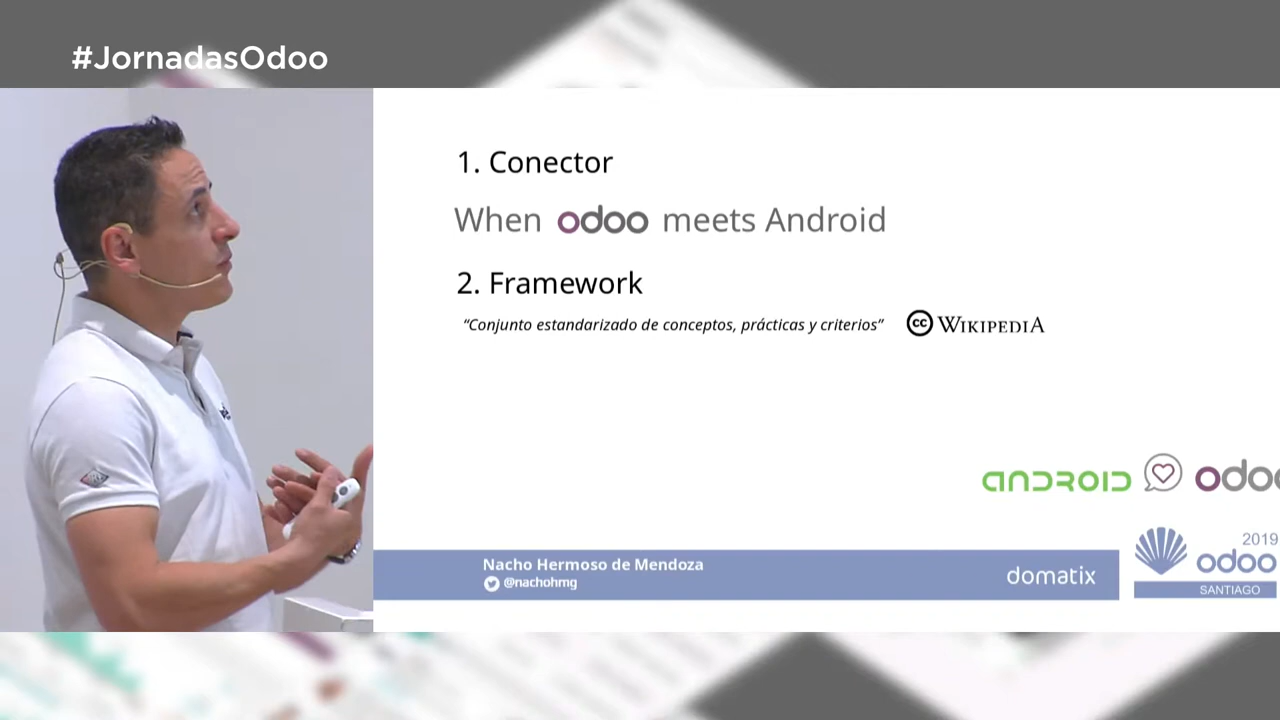 #JornadasOdoo
1. Conector
When odoo meets Android
2. Framework
“Conjunto estandarizado de conceptos, prácticas y criterios”
cc WIKIPEDIA
ANDROID
odoo
Nacho Hermoso de Mendoza
@nachohmg
domatix
2019
odoo
SANTIAGO